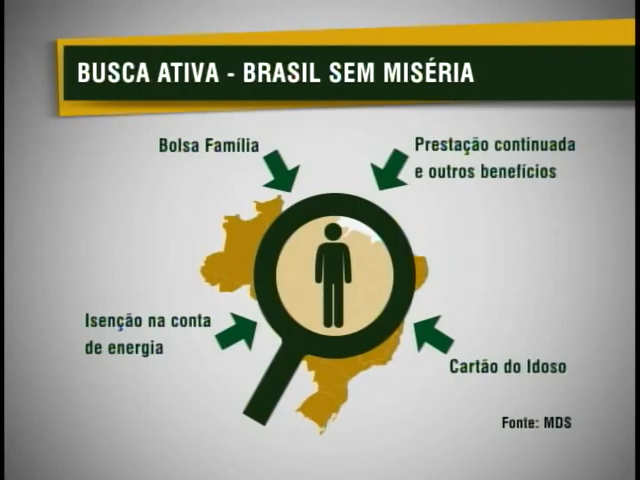 BUSCA ATIVA - BRASIL SEM MISÉRIA
Bolsa Família
Prestação continuada
e outros benefícios
Isenção na conta
de energia
Cartão do Idoso
Fonte: MDS